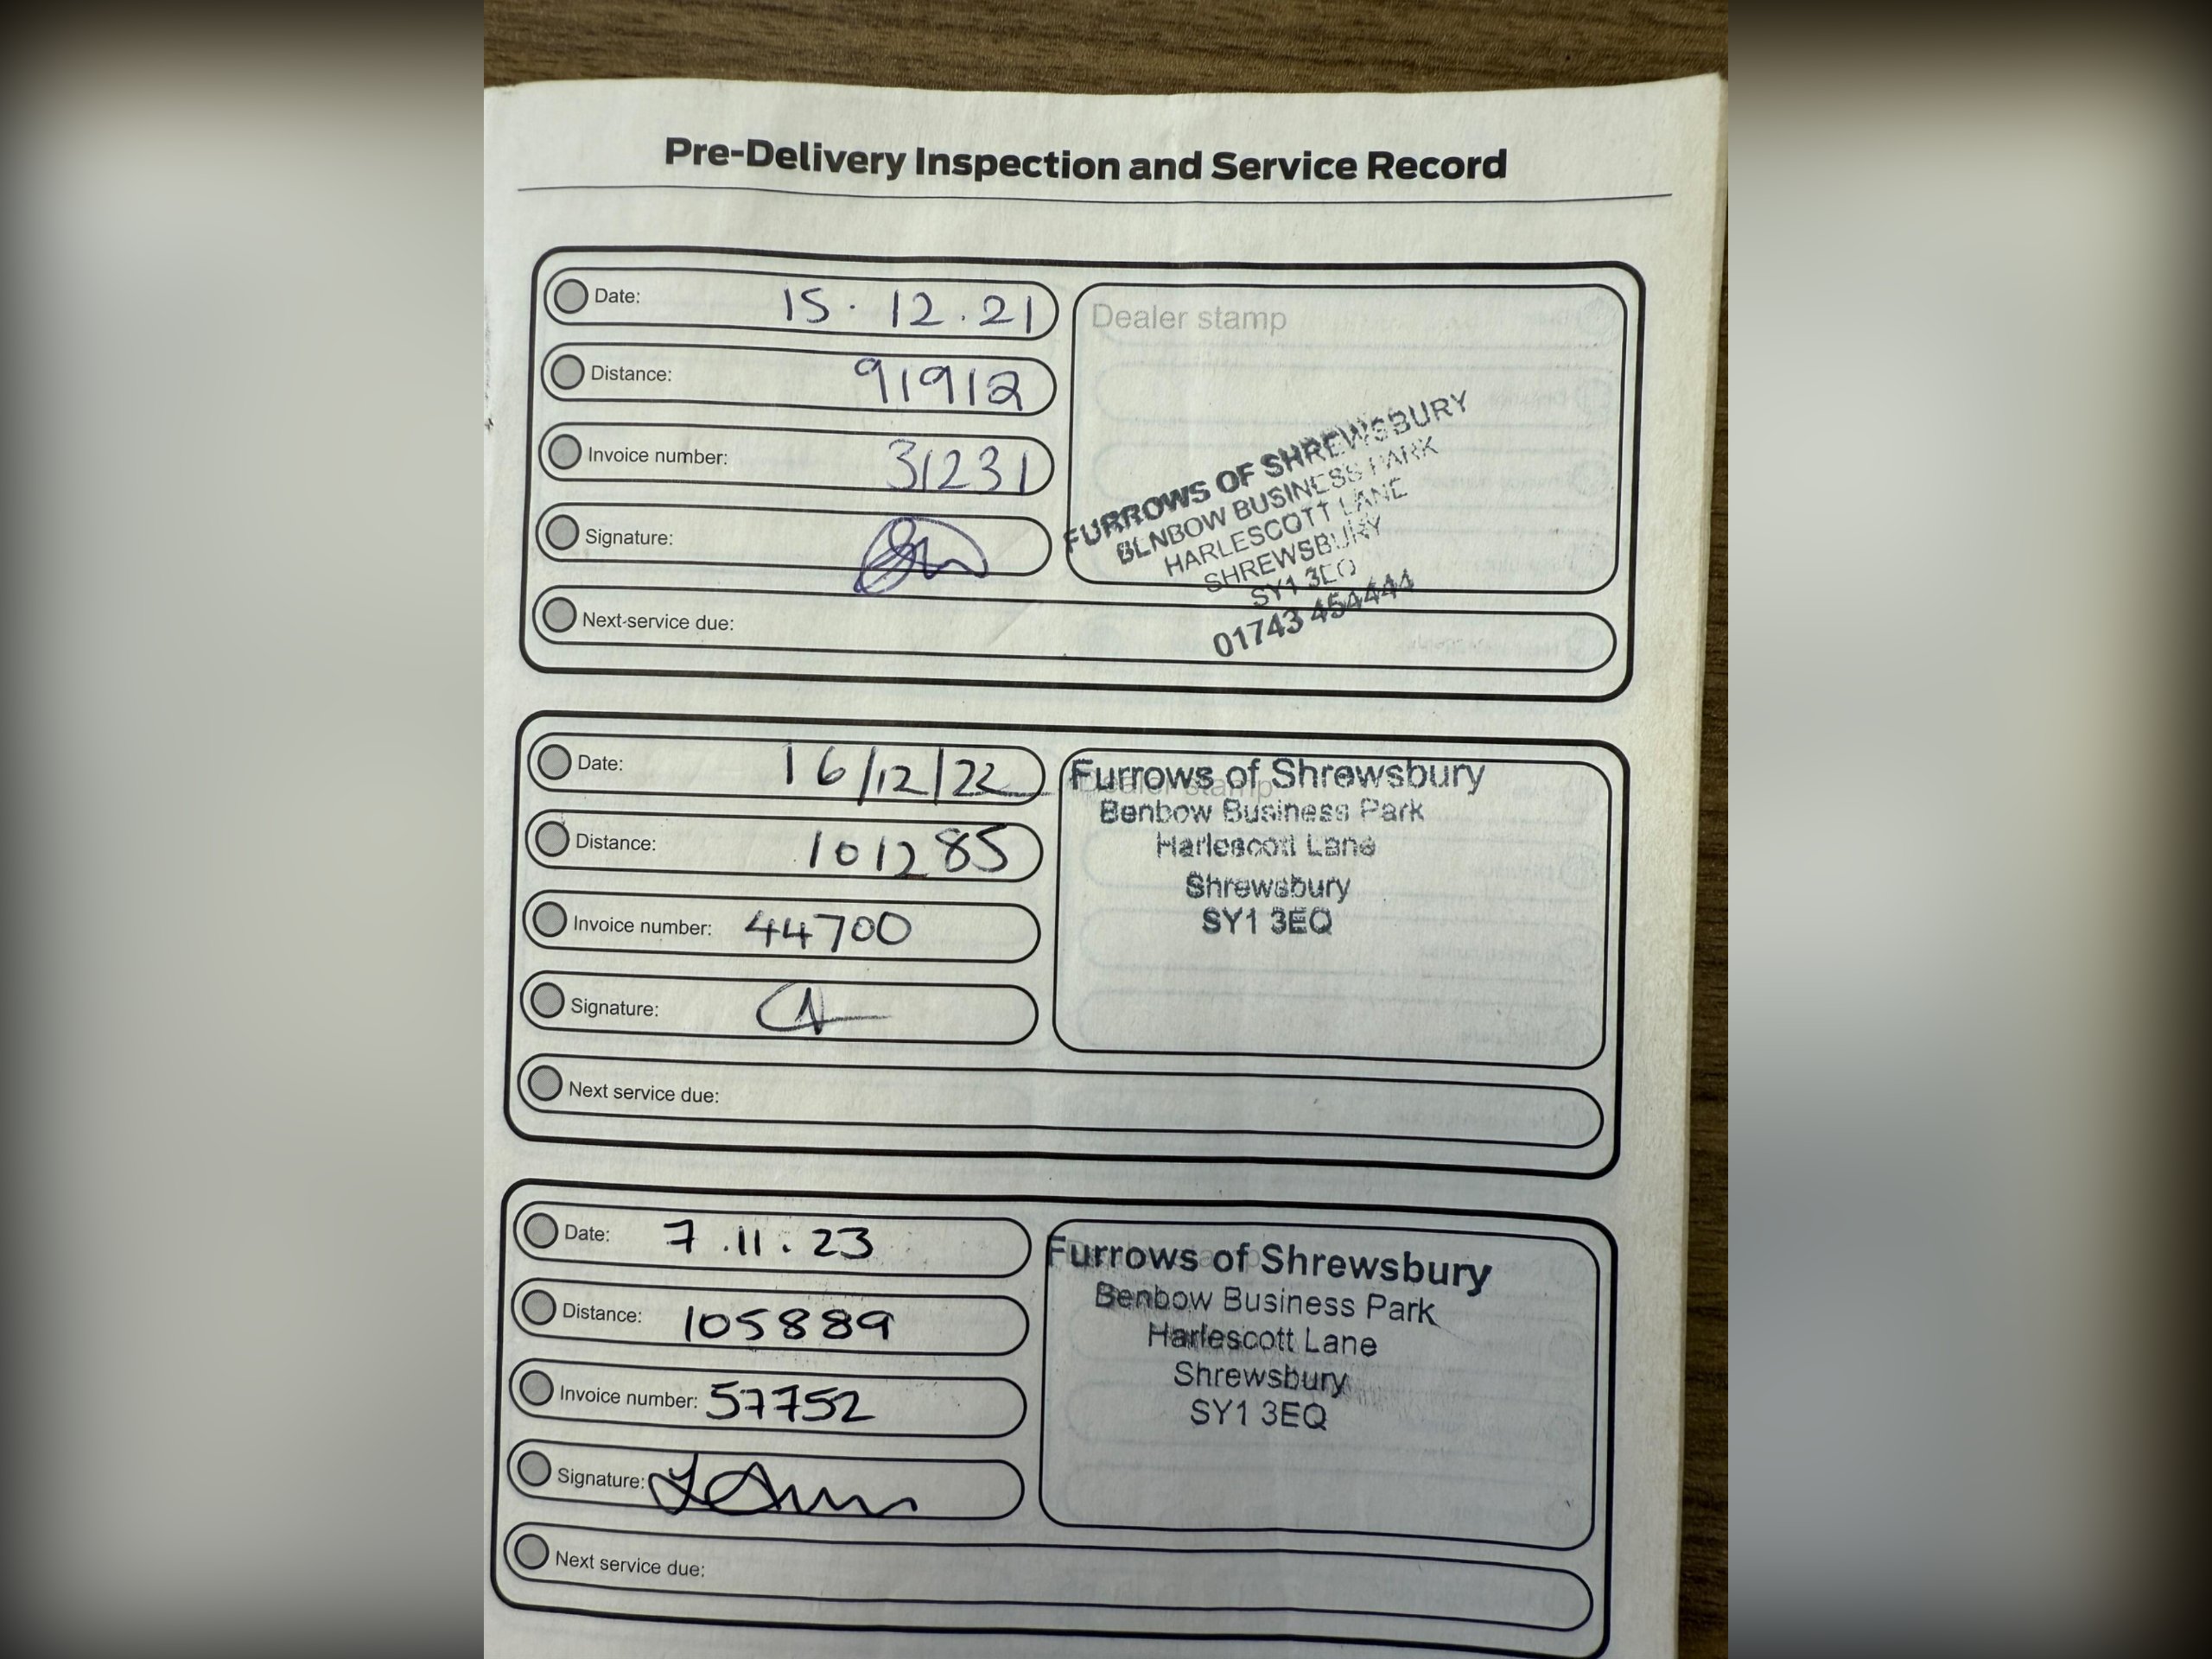 Pre-Delivery Inspection and Service Record
Date: 15.12.21
Distance: 91912
Invoice number: 31231
Signature:
Next service due:
Dealer stamp
FURROWS OF SHREWSBURY
BENBOW BUSINESS PARK
HARLESCOTT LANE
SHREWSBURY
SY1 3EQ
01743 454444
Date: 16/12/22
Distance: 101285
Invoice number: 44700
Signature:
Next service due:
Dealer stamp
Furrows of Shrewsbury
Benbow Business Park
Harlescott Lane
Shrewsbury
SY1 3EQ
Date: 7.11.23
Distance: 105889
Invoice number: 57752
Signature:
Next service due:
Furrows of Shrewsbury
Benbow Business Park
Harlescott Lane
Shrewsbury
SY1 3EQ